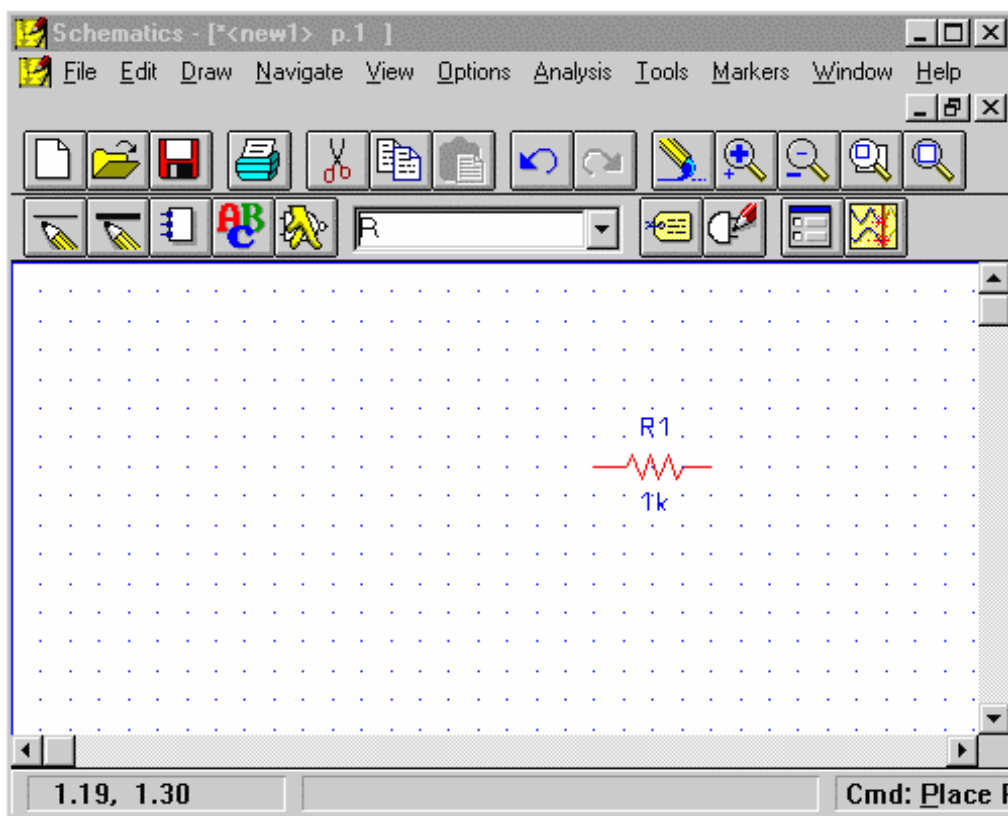 Schematics - [*<new1> p.1 ]
File Edit Draw Navigate View Options Analysis Tools Markers Window Help
ABC
R
R1
1k
1.19, 1.30
Cmd: Place